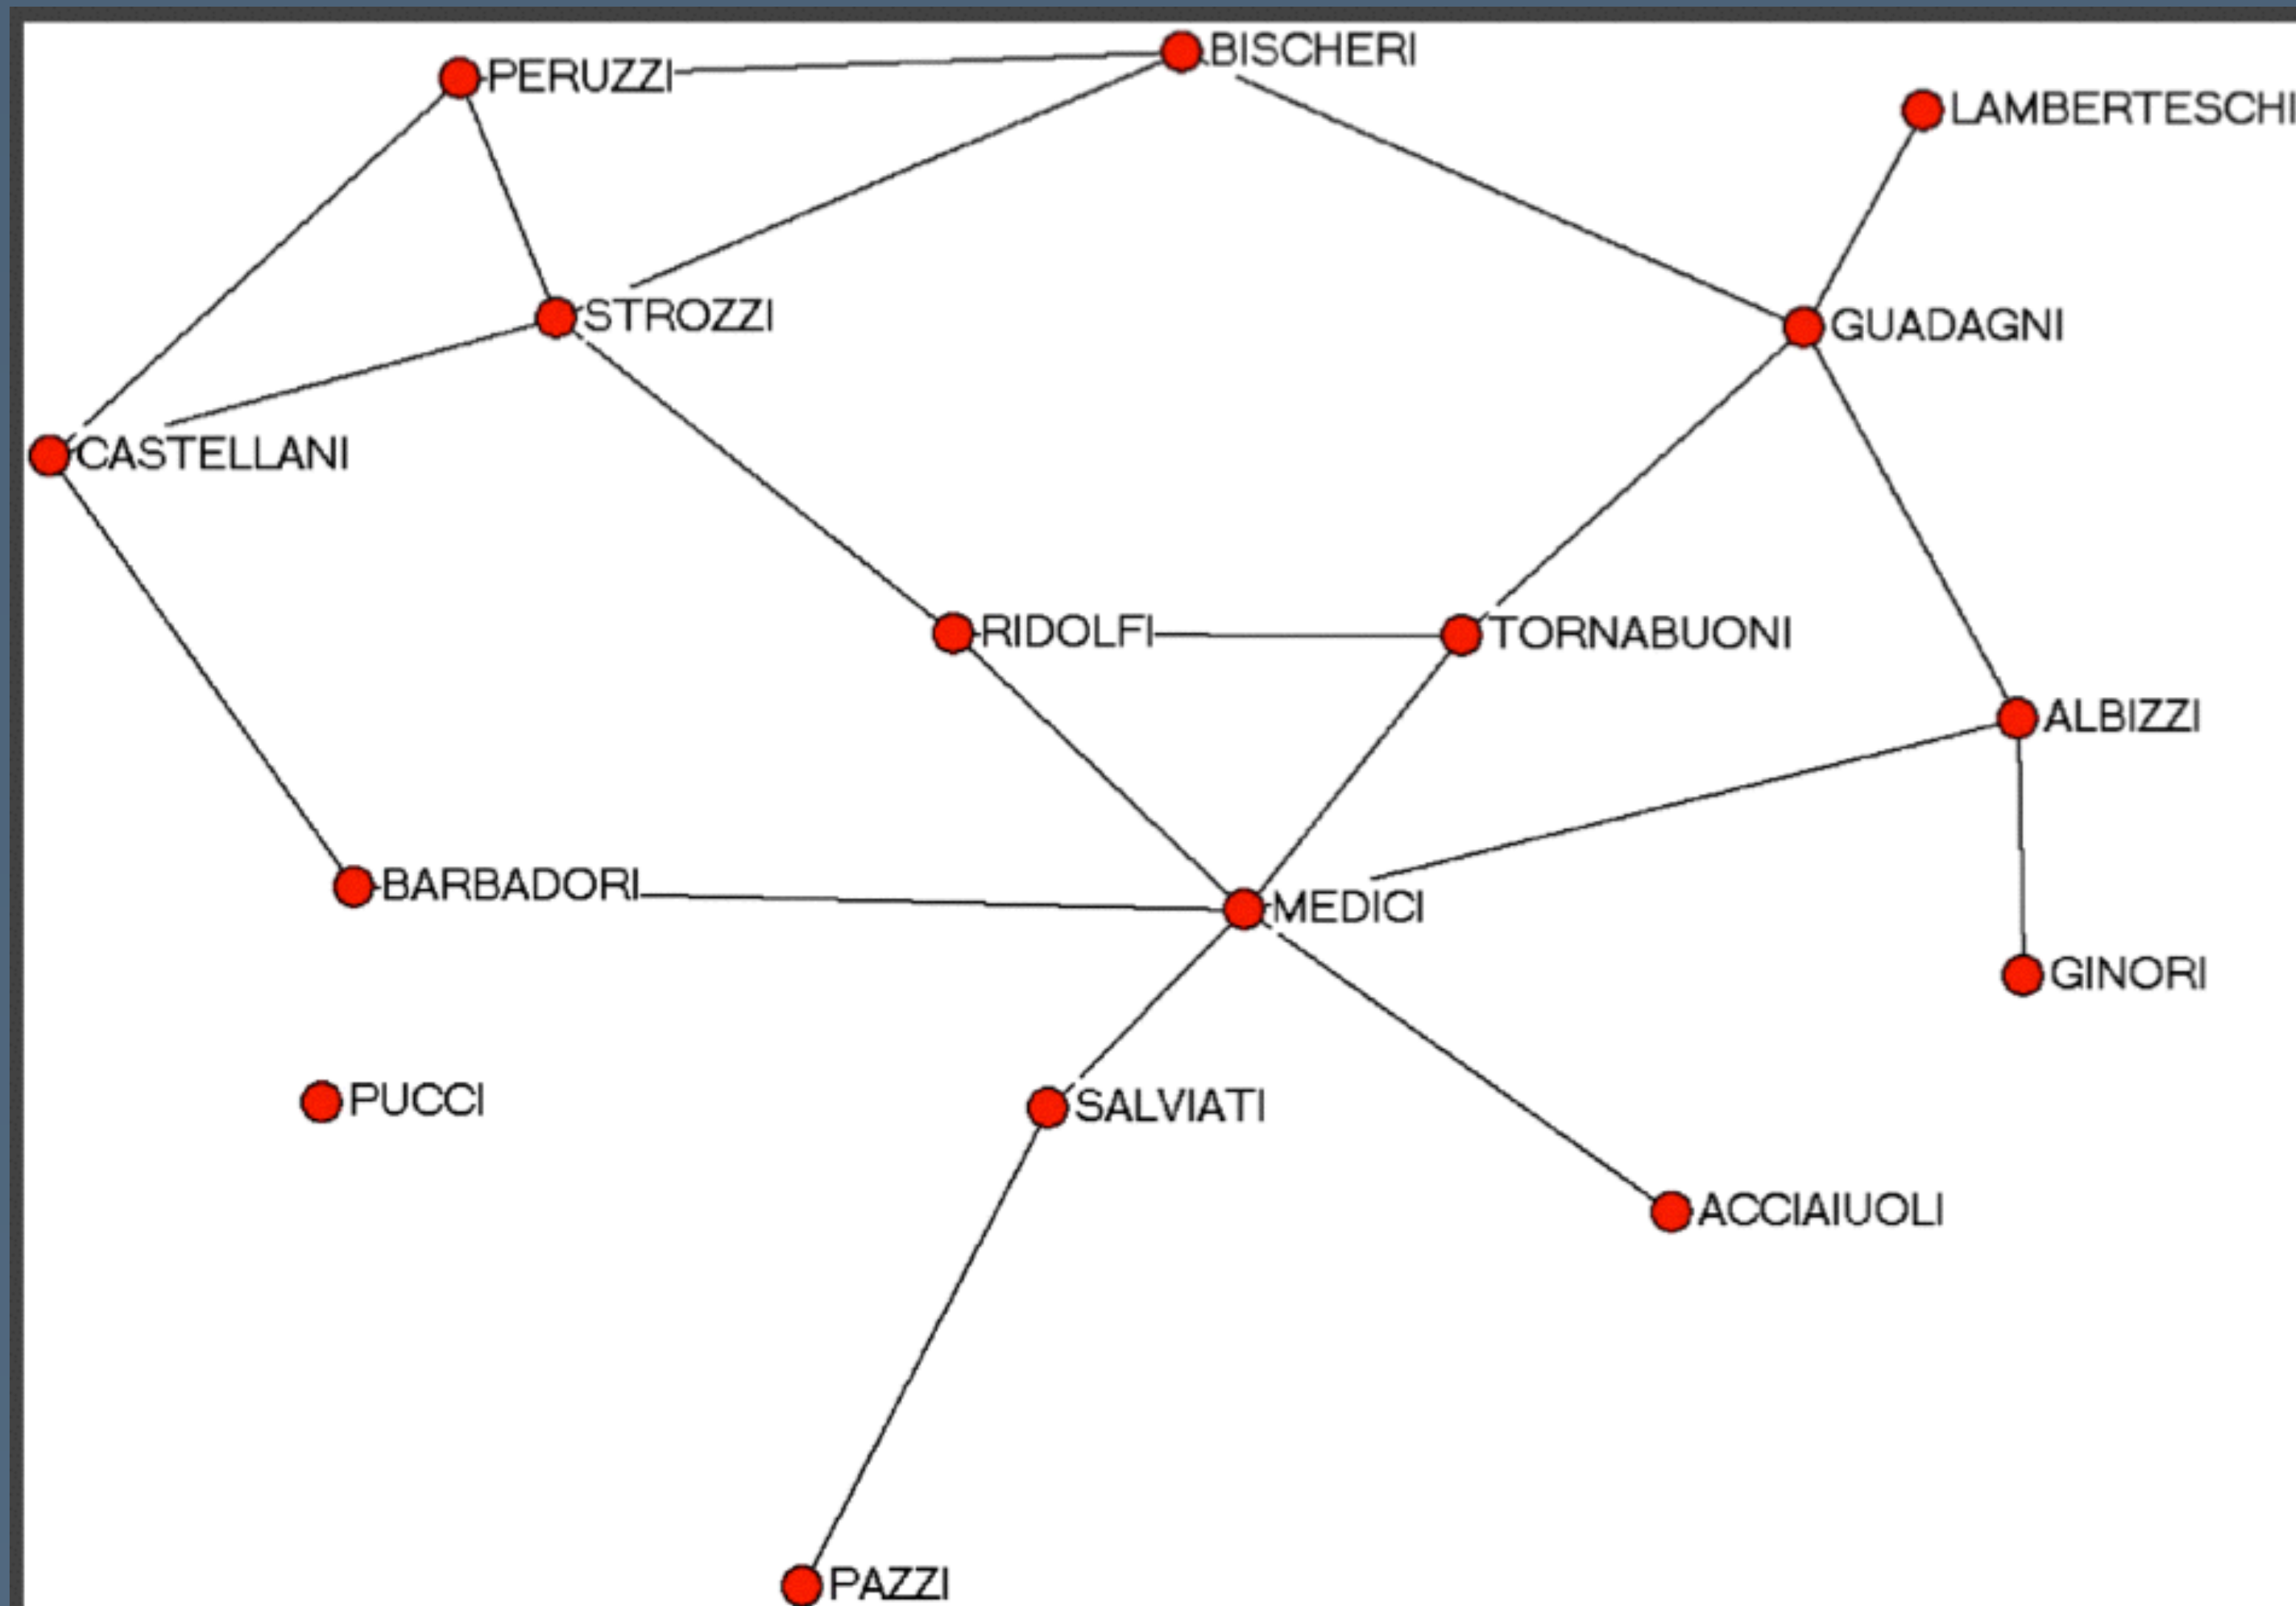 BISCHERI
PERUZZI
LAMBERTESCHI
STROZZI
GUADAGNI
CASTELLANI
RIDOLFI
TORNABUONI
ALBIZZI
BARBADORI
MEDICI
GINORI
PUCCI
SALVIATI
ACCIAIUOLI
PAZZI